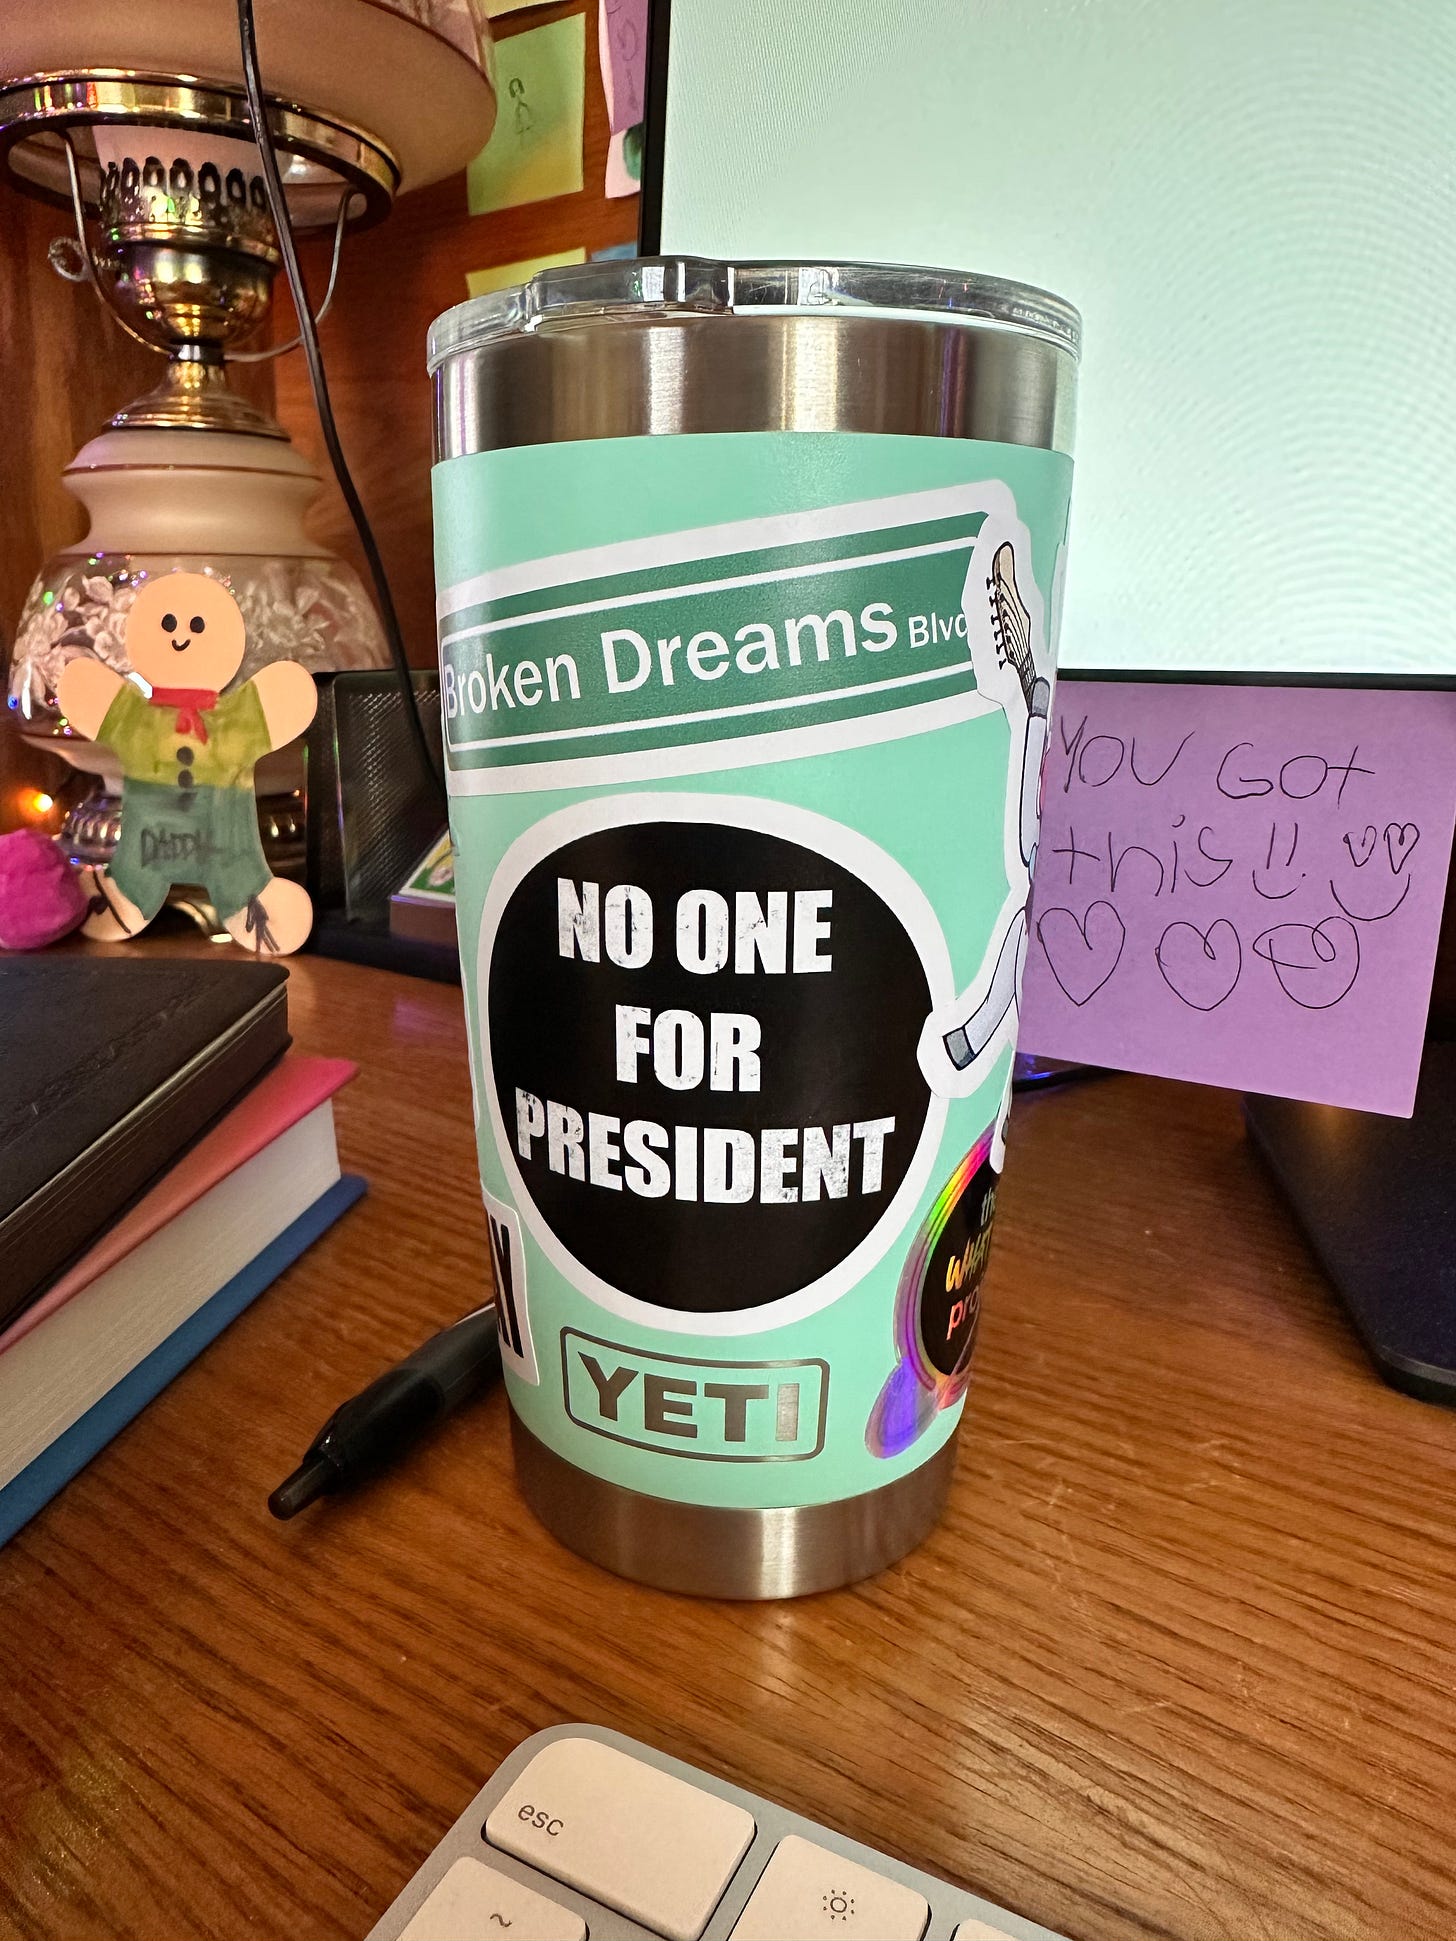 Broken Dreams Blvd
NO ONE
FOR
PRESIDENT
YETI
YOU GOt
this!!
DADDY
esc
~